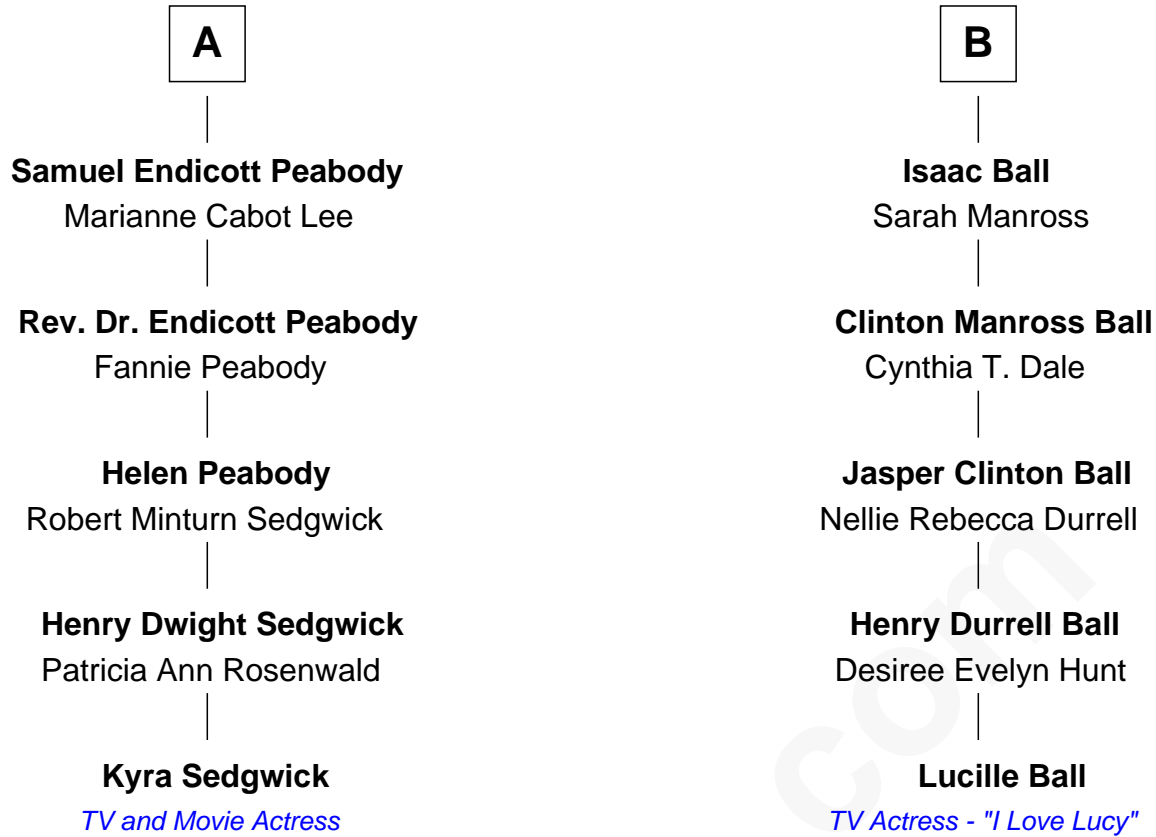 A
Samuel Endicott Peabody
Marianne Cabot Lee
Rev. Dr. Endicott Peabody
Fannie Peabody
Helen Peabody
Robert Minturn Sedgwick
Henry Dwight Sedgwick
Patricia Ann Rosenwald
Kyra Sedgwick
TV and Movie Actress
B
Isaac Ball
Sarah Manross
Clinton Manross Ball
Cynthia T. Dale
Jasper Clinton Ball
Nellie Rebecca Durrell
Henry Durrell Ball
Desiree Evelyn Hunt
Lucille Ball
TV Actress - "I Love Lucy"
com